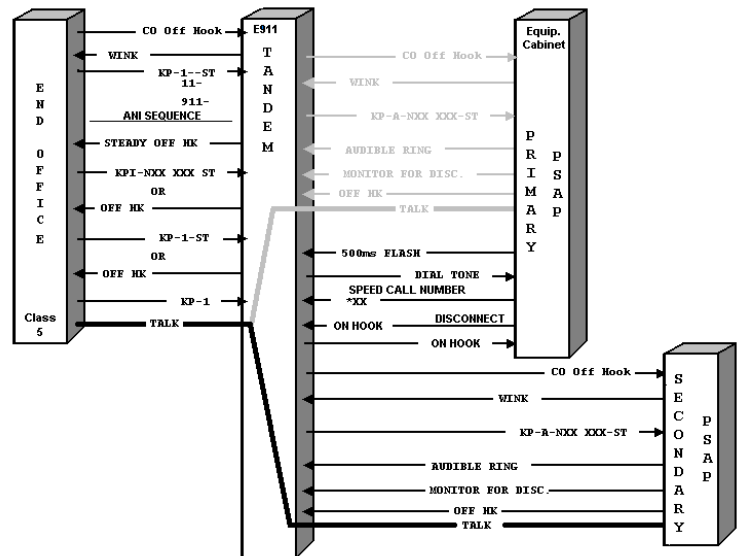 END OFFICE
Class
5
CO Off Hook
WINK
KP-1--ST
11-
911-
ANI SEQUENCE
STEADY OFF HK
KPI-NXX XXX ST
OR
OFF HK
KP-1-ST
OR
OFF HK
KP-1
TALK
E911
TANDEM
CO Off Hook
WINK
KP-A-NXX XXX-ST
AUDIBLE RING
MONITOR FOR DISC.
OFF HK
TALK
500ms FLASH
DIAL TONE
SPEED CALL NUMBER
*XX
DISCONNECT
ON HOOK
ON HOOK
Equip.
Cabinet
PRIMARY
PSAP
CO Off Hook
WINK
KP-A-NXX XXX-ST
AUDIBLE RING
MONITOR FOR DISC.
OFF HK
TALK
SECONDARY
PSAP